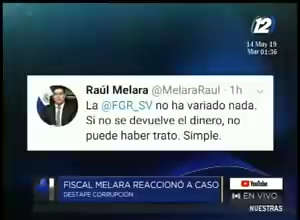 12
14 May 19
Mar 01:36
Raúl Melara @MelaraRaul · 1h
La @FGR_SV no ha variado nada.
Si no se devuelve el dinero, no
puede haber trato. Simple.
FISCAL MELARA REACCIONÓ A CASO
DESTAPE CORRUPCIÓN
YouTube
EN VIVO
NUESTRAS